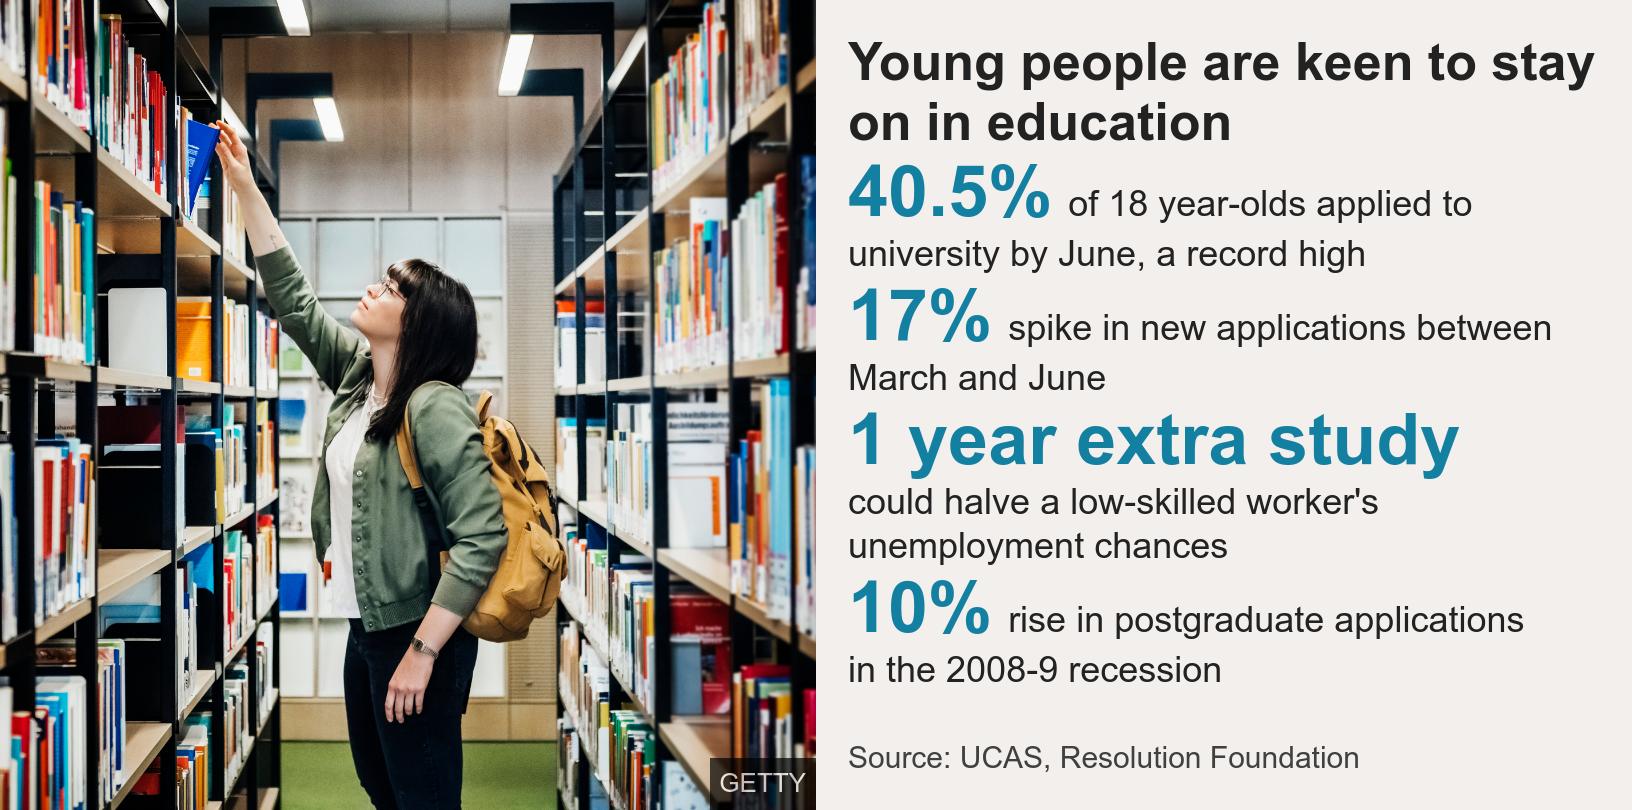 Young people are keen to stay
on in education
40.5% of 18 year-olds applied to
university by June, a record high
17% spike in new applications between
March and June
1 year extra study
could halve a low-skilled worker's
unemployment chances
10% rise in postgraduate applications
in the 2008-9 recession
Source: UCAS, Resolution Foundation
GETTY